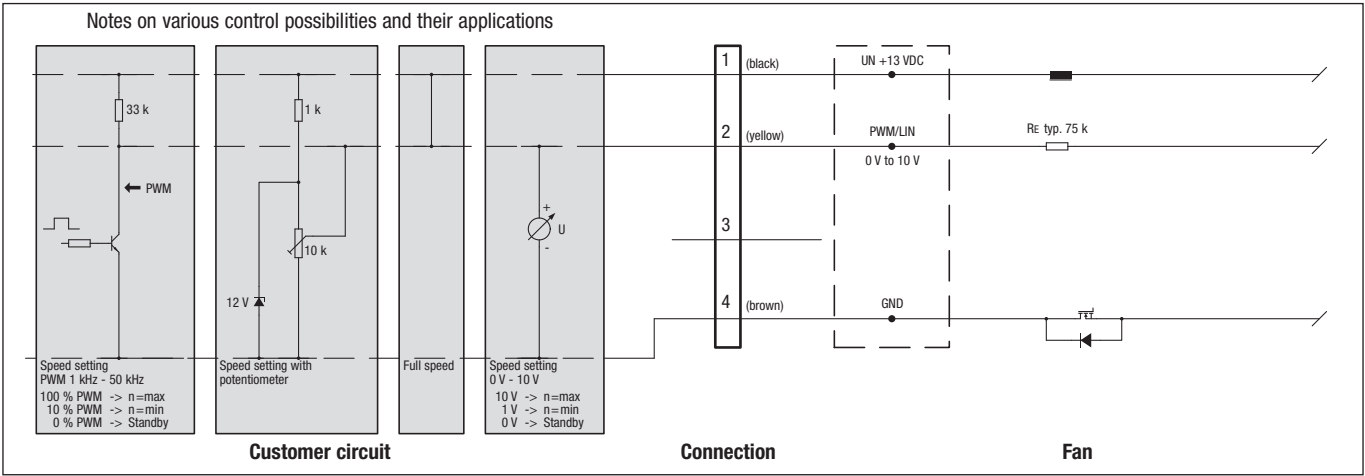 Notes on various control possibilities and their applications
33 k
PWM
Speed setting
PWM 1 kHz - 50 kHz
100 % PWM -> n=max
10 % PWM -> n=min
0 % PWM -> Standby
1 k
10 k
12 V
Speed setting with
potentiometer
Full speed
+
U
-
Speed setting
0 V - 10 V
10 V -> n=max
1 V -> n=min
0 V -> Standby
1 (black)
2 (yellow)
3
4 (brown)
UN +13 VDC
PWM/LIN
0 V to 10 V
GND
RE typ. 75 k
Customer circuit
Connection
Fan